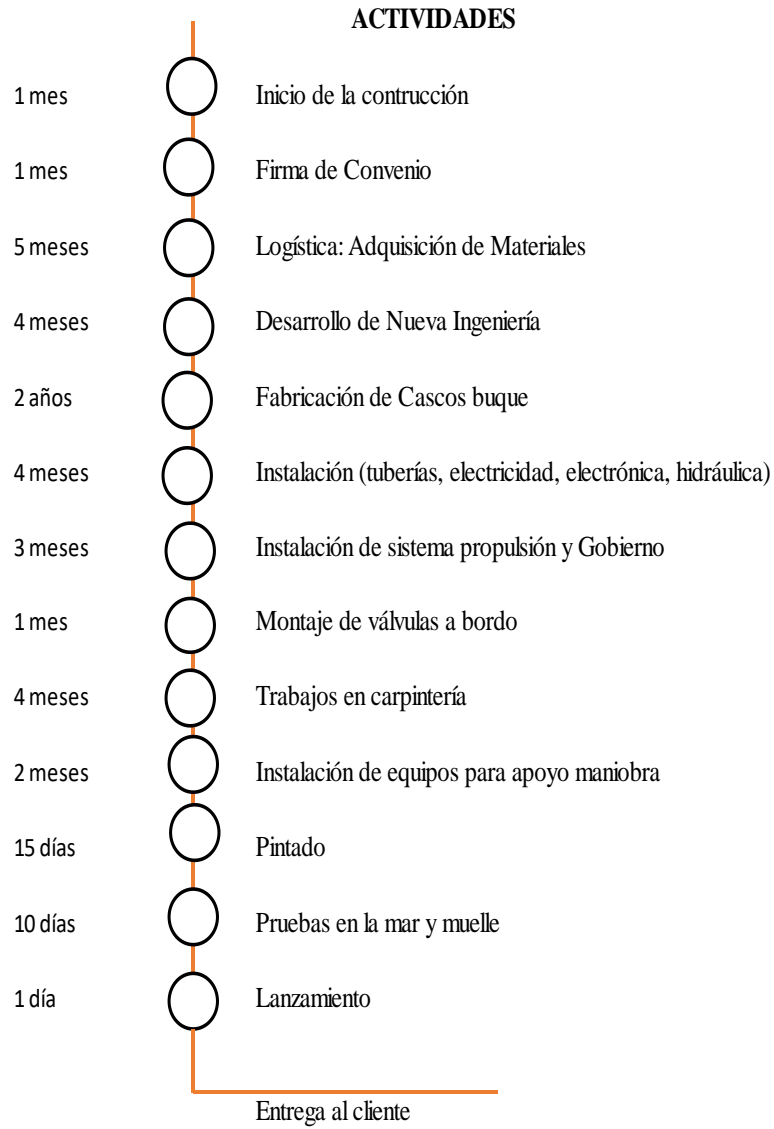 ACTIVIDADES
1 mes Inicio de la contrucción
1 mes Firma de Convenio
5 meses Logística: Adquisición de Materiales
4 meses Desarrollo de Nueva Ingeniería
2 años Fabricación de Cascos buque
4 meses Instalación (tuberías, electricidad, electrónica, hidráulica)
3 meses Instalación de sistema propulsión y Gobierno
1 mes Montaje de válvulas a bordo
4 meses Trabajos en carpintería
2 meses Instalación de equipos para apoyo maniobra
15 días Pintado
10 días Pruebas en la mar y muelle
1 día Lanzamiento
Entrega al cliente